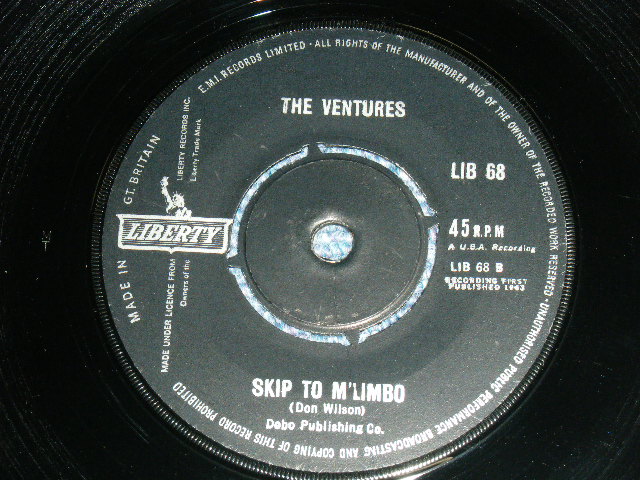 E.M.I. RECORDS LIMITED · ALL RIGHTS OF THE MANUFACTURER AND OF THE OWNER OF THE RECORDED WORK RESERVED · UNAUTHORISED PUBLIC PERFORMANCE BROADCASTING AND COPYING OF THIS RECORD PROHIBITED
MADE IN GT. BRITAIN
THE VENTURES
LIBERTY RECORDS INC.
Liberty Trade Mark
MADE UNDER LICENCE FROM
Owners of the
LIBERTY
LIB 68
45 R.P.M
A U.B.A. Recording
LIB 68 B
RECORDING FIRST
PUBLISHED 1963
MT
SKIP TO M'LIMBO
(Don Wilson)
Dobo Publishing Co.